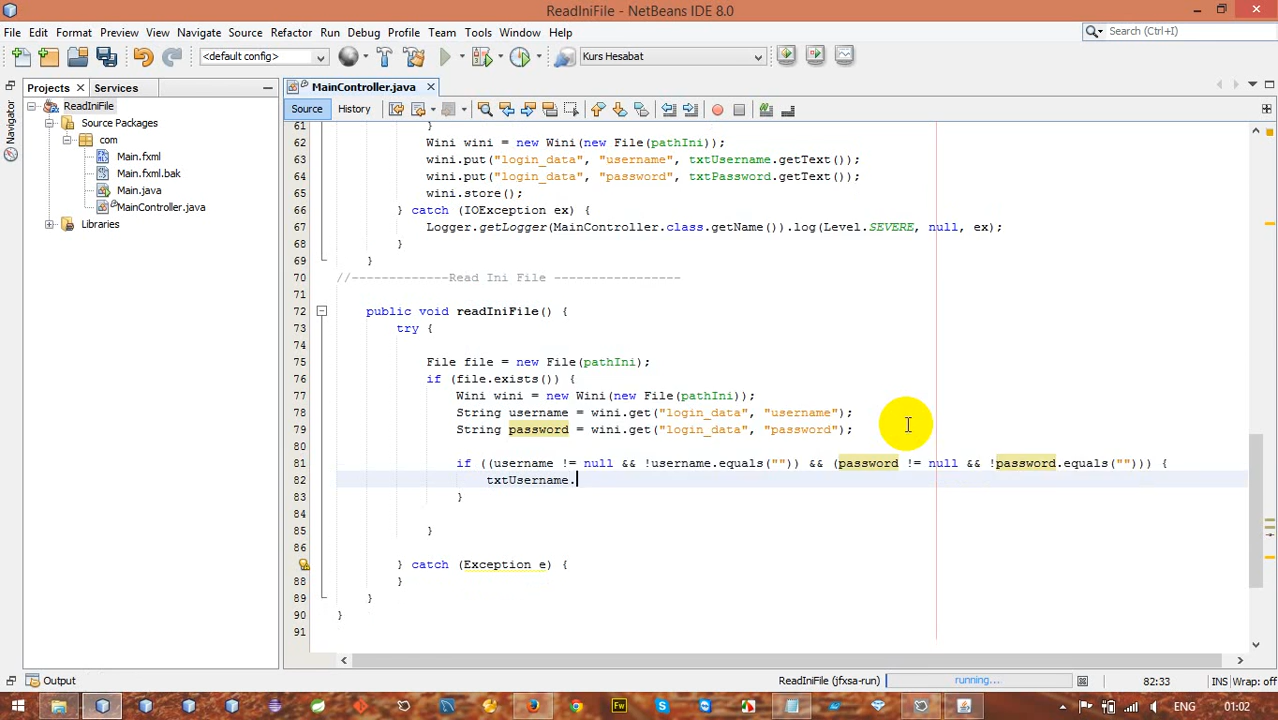 ReadIniFile - NetBeans IDE 8.0
File Edit Format Preview View Navigate Source Refactor Run Debug Profile Team Tools Window Help
Search (Ctrl+I)
<default config>
Kurs Hesabat
Projects
Services
MainController.java
Navigator
ReadIniFile
Source Packages
com
Main.fxml
Main.fxml.bak
Main.java
MainController.java
Libraries
Source
History
61 }
62 Wini wini = new Wini(new File(pathIni));
63 wini.put("login_data", "username", txtUsername.getText());
64 wini.put("login_data", "password", txtPassword.getText());
65 wini.store();
66 } catch (IOException ex) {
67 Logger.getLogger(MainController.class.getName()).log(Level.SEVERE, null, ex);
68 }
69 }
70 //-------------Read Ini File -----------------
71
72 public void readIniFile() {
73 try {
74
75 File file = new File(pathIni);
76 if (file.exists()) {
77 Wini wini = new Wini(new File(pathIni));
78 String username = wini.get("login_data", "username");
79 String password = wini.get("login_data", "password");
80
81 if ((username != null && !username.equals("")) && (password != null && !password.equals(""))) {
82 txtUsername.
83 }
84
85 }
86
} catch (Exception e) {
88 }
89 }
90 }
91
Output
ReadIniFile (jfxsa-run)
running...
82:33
INS
Wrap: off
Fw
ENG
01:02